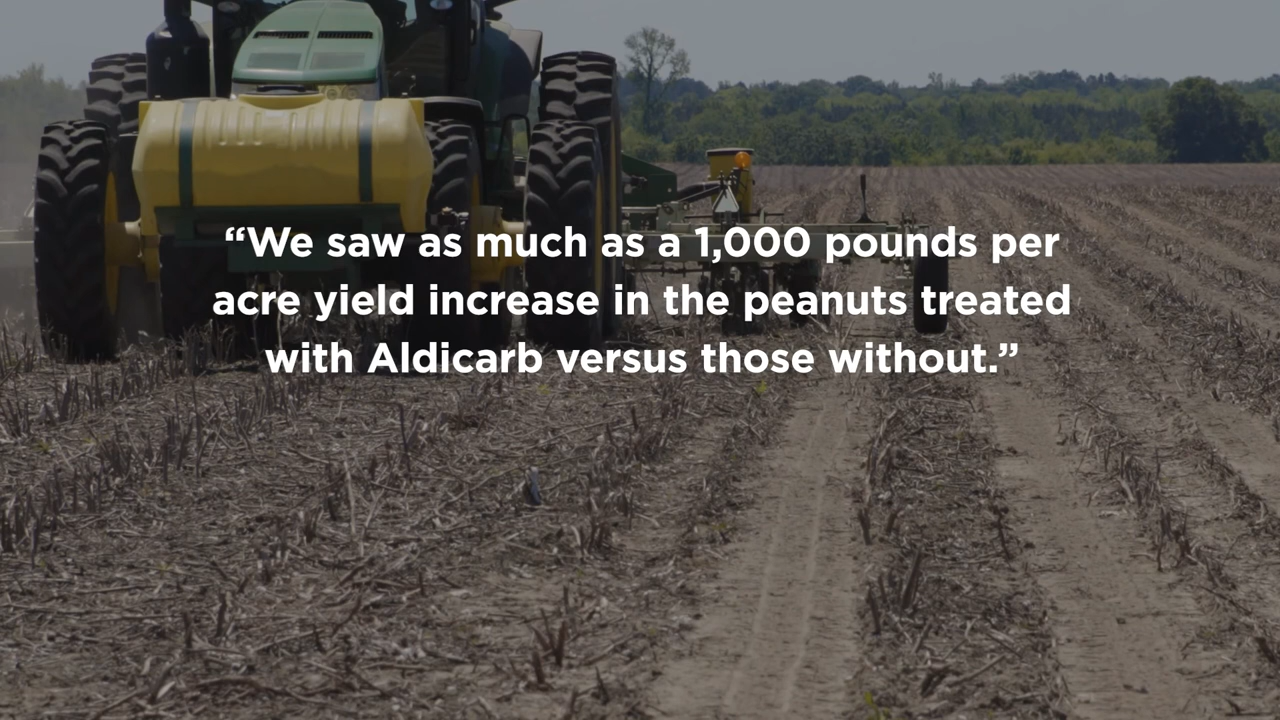 “We saw as much as a 1,000 pounds per
acre yield increase in the peanuts treated
with Aldicarb versus those without.”